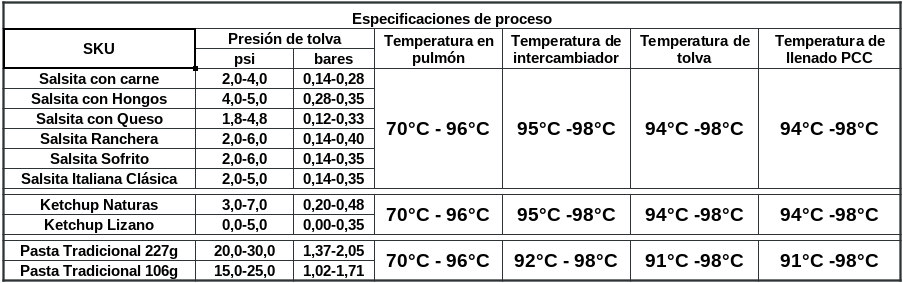 Especificaciones de proceso
SKU
Presión de tolva
Temperatura en pulmón
Temperatura de intercambiador
Temperatura de tolva
Temperatura de llenado PCC
psi
bares
Salsita con carne 2,0-4,0 0,14-0,28
Salsita con Hongos 4,0-5,0 0,28-0,35
Salsita con Queso 1,8-4,8 0,12-0,33
Salsita Ranchera 2,0-6,0 0,14-0,40
Salsita Sofrito 2,0-6,0 0,14-0,35
Salsita Italiana Clásica 2,0-5,0 0,14-0,35
70°C - 96°C 95°C -98°C 94°C -98°C 94°C -98°C
Ketchup Naturas 3,0-7,0 0,20-0,48
Ketchup Lizano 0,0-5,0 0,00-0,35
70°C - 96°C 95°C -98°C 94°C -98°C 94°C -98°C
Pasta Tradicional 227g 20,0-30,0 1,37-2,05
Pasta Tradicional 106g 15,0-25,0 1,02-1,71
70°C - 96°C 92°C - 98°C 91°C -98°C 91°C -98°C